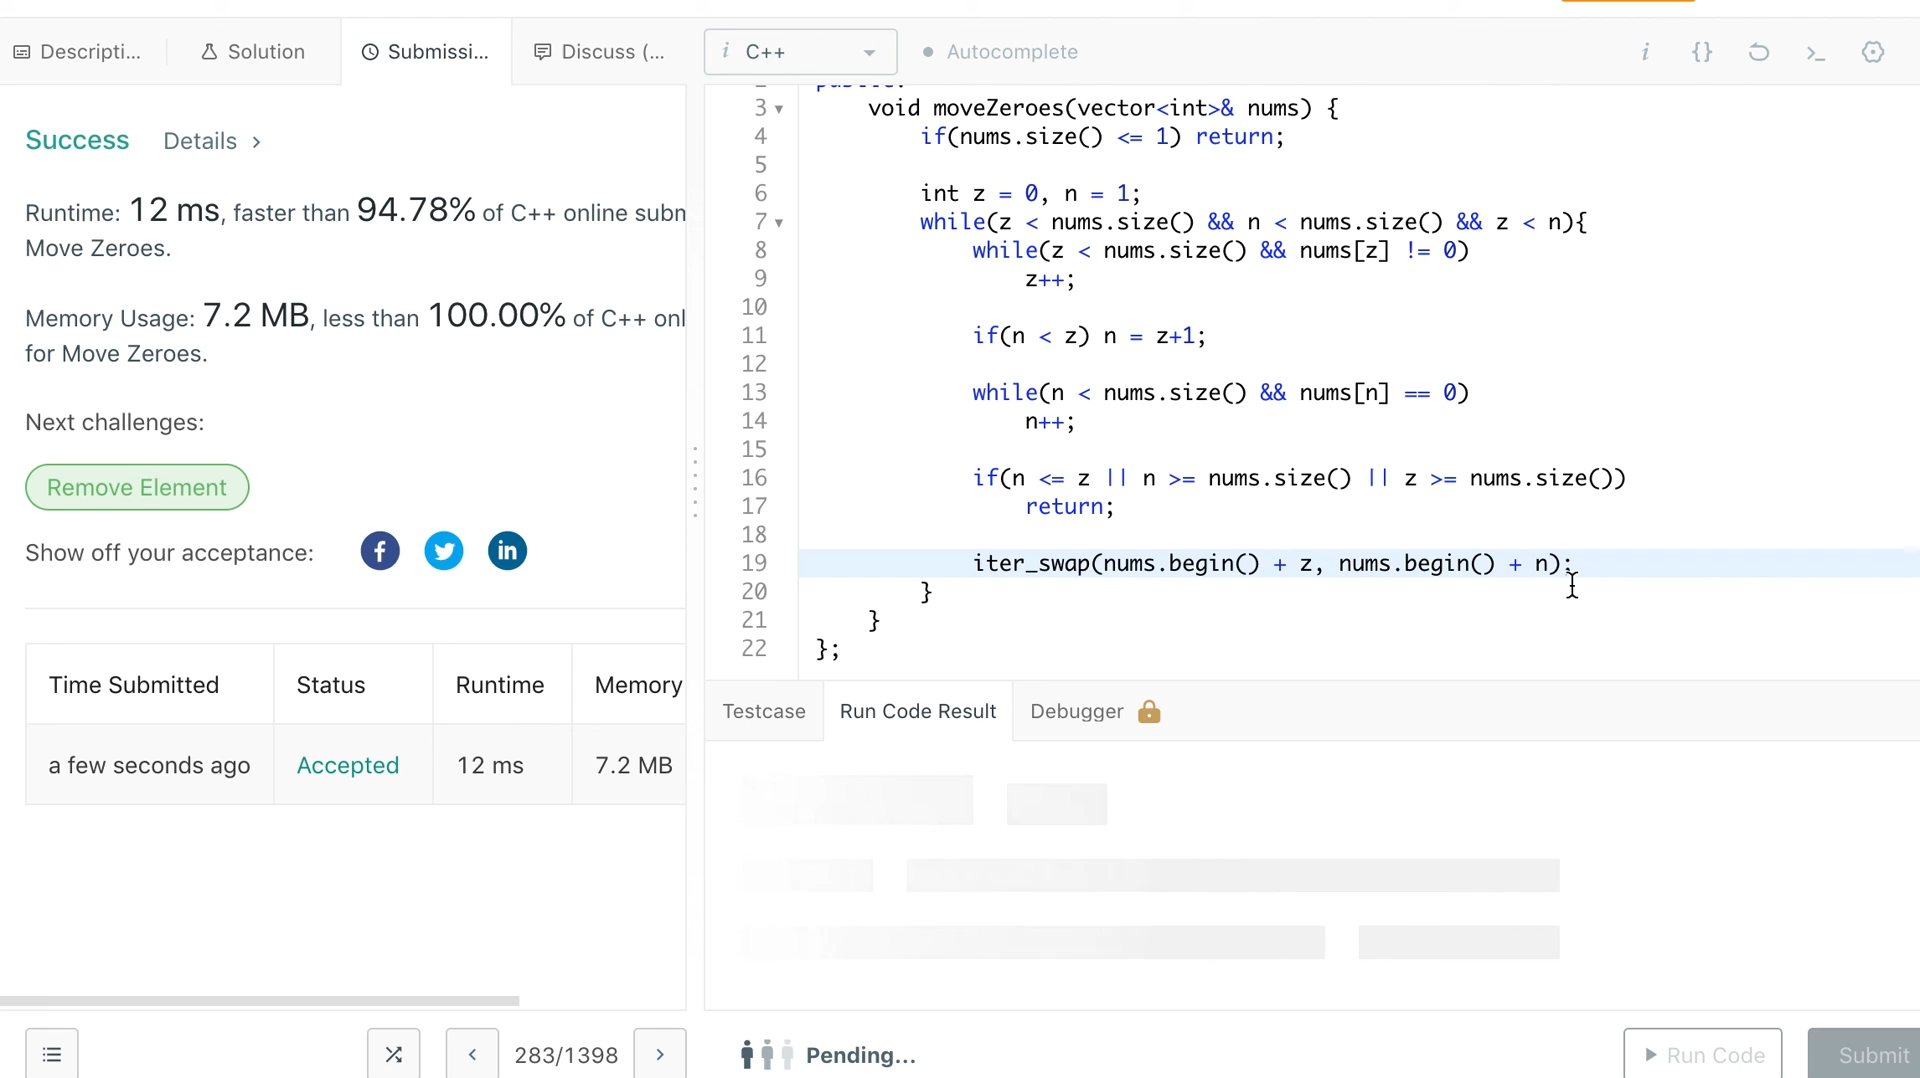 Descripti...
Solution
Submissi...
Discuss (...
i C++
Autocomplete
i {} >_
Success Details >
Runtime: 12 ms, faster than 94.78% of C++ online subm
Move Zeroes.
Memory Usage: 7.2 MB, less than 100.00% of C++ onl
for Move Zeroes.
Next challenges:
Remove Element
Show off your acceptance:
f in
Time Submitted Status Runtime Memory
a few seconds ago Accepted 12 ms 7.2 MB
< 283/1398 >
public:
3 void moveZeroes(vector<int>& nums) {
4 if(nums.size() <= 1) return;
5
6 int z = 0, n = 1;
7 while(z < nums.size() && n < nums.size() && z < n){
8 while(z < nums.size() && nums[z] != 0)
9 z++;
10
11 if(n < z) n = z+1;
12
13 while(n < nums.size() && nums[n] == 0)
14 n++;
15
16 if(n <= z || n >= nums.size() || z >= nums.size())
17 return;
18
19 iter_swap(nums.begin() + z, nums.begin() + n);
20 }
21 }
22 };
Testcase
Run Code Result
Debugger
Pending...
Run Code
Submit